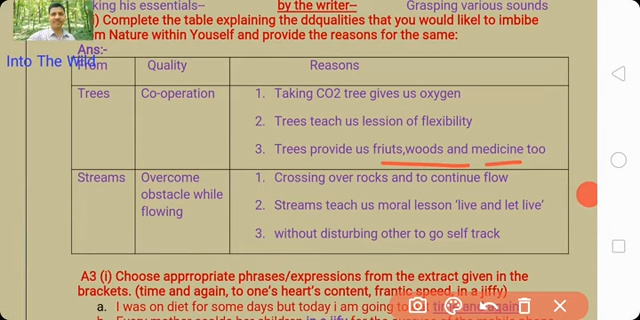 king his essentials-- by the writer-- Grasping various sounds
) Complete the table explaining the ddqualities that you would likel to imbibe
m Nature within Youself and provide the reasons for the same:
Ans:-
Into The Wild
From Quality Reasons
Trees Co-operation 1. Taking CO2 tree gives us oxygen
2. Trees teach us lession of flexibility
3. Trees provide us friuts,woods and medicine too
Streams Overcome obstacle while flowing 1. Crossing over rocks and to continue flow
2. Streams teach us moral lesson ‘live and let live’
3. without disturbing other to go self track
A3 (i) Choose apprropriate phrases/expressions from the extract given in the
brackets. (time and again, to one’s heart’s content, frantic speed, in a jiffy)
a. I was on diet for some days but today i am going to time and again